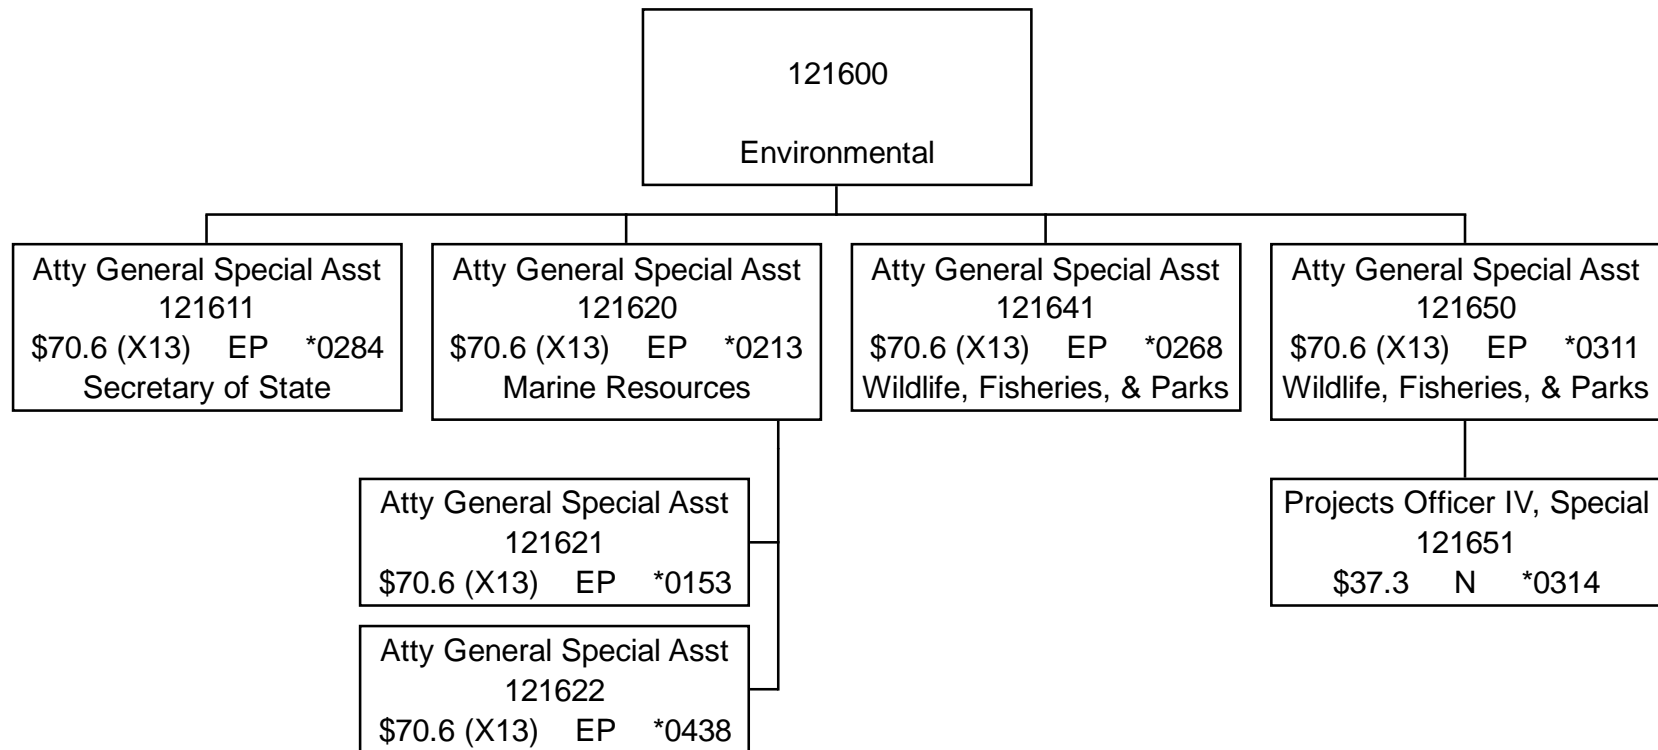 121600
Environmental
Atty General Special Asst
121611
$70.6 (X13) EP *0284
Secretary of State
Atty General Special Asst
121620
$70.6 (X13) EP *0213
Marine Resources
Atty General Special Asst
121641
$70.6 (X13) EP *0268
Wildlife, Fisheries, & Parks
Atty General Special Asst
121650
$70.6 (X13) EP *0311
Wildlife, Fisheries, & Parks
Atty General Special Asst
121621
$70.6 (X13) EP *0153
Atty General Special Asst
121622
$70.6 (X13) EP *0438
Projects Officer IV, Special
121651
$37.3 N *0314